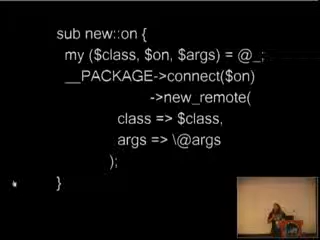 sub new::on {
my ($class, $on, $args) = @_;
__PACKAGE->connect($on)
->new_remote(
class => $class,
args => \@args
);
}